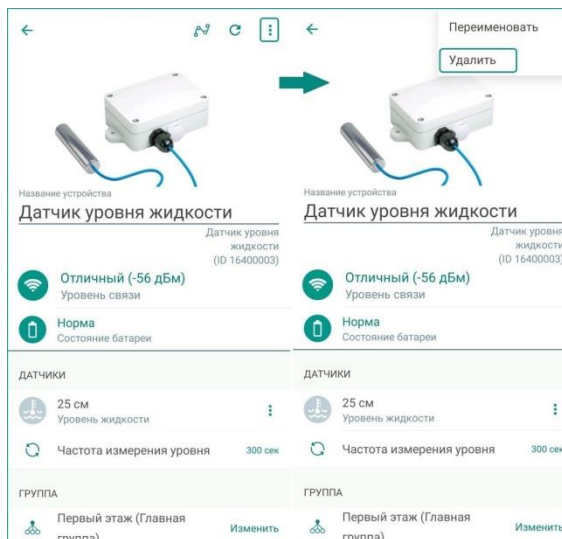 Название устройства
Датчик уровня жидкости
Датчик уровня
жидкости
(ID 16400003)
Отличный (-56 дБм)
Уровень связи
Норма
Состояние батареи
ДАТЧИКИ
25 см
Уровень жидкости
Частота измерения уровня
300 сек
ГРУППА
Первый этаж (Главная
группа)
Изменить
Переименовать
Удалить
Название устройства
Датчик уровня жидкости
Датчик уровня
жидкости
(ID 16400003)
Отличный (-56 дБм)
Уровень связи
Норма
Состояние батареи
ДАТЧИКИ
25 см
Уровень жидкости
Частота измерения уровня
300 сек
ГРУППА
Первый этаж (Главная
группа)
Изменить